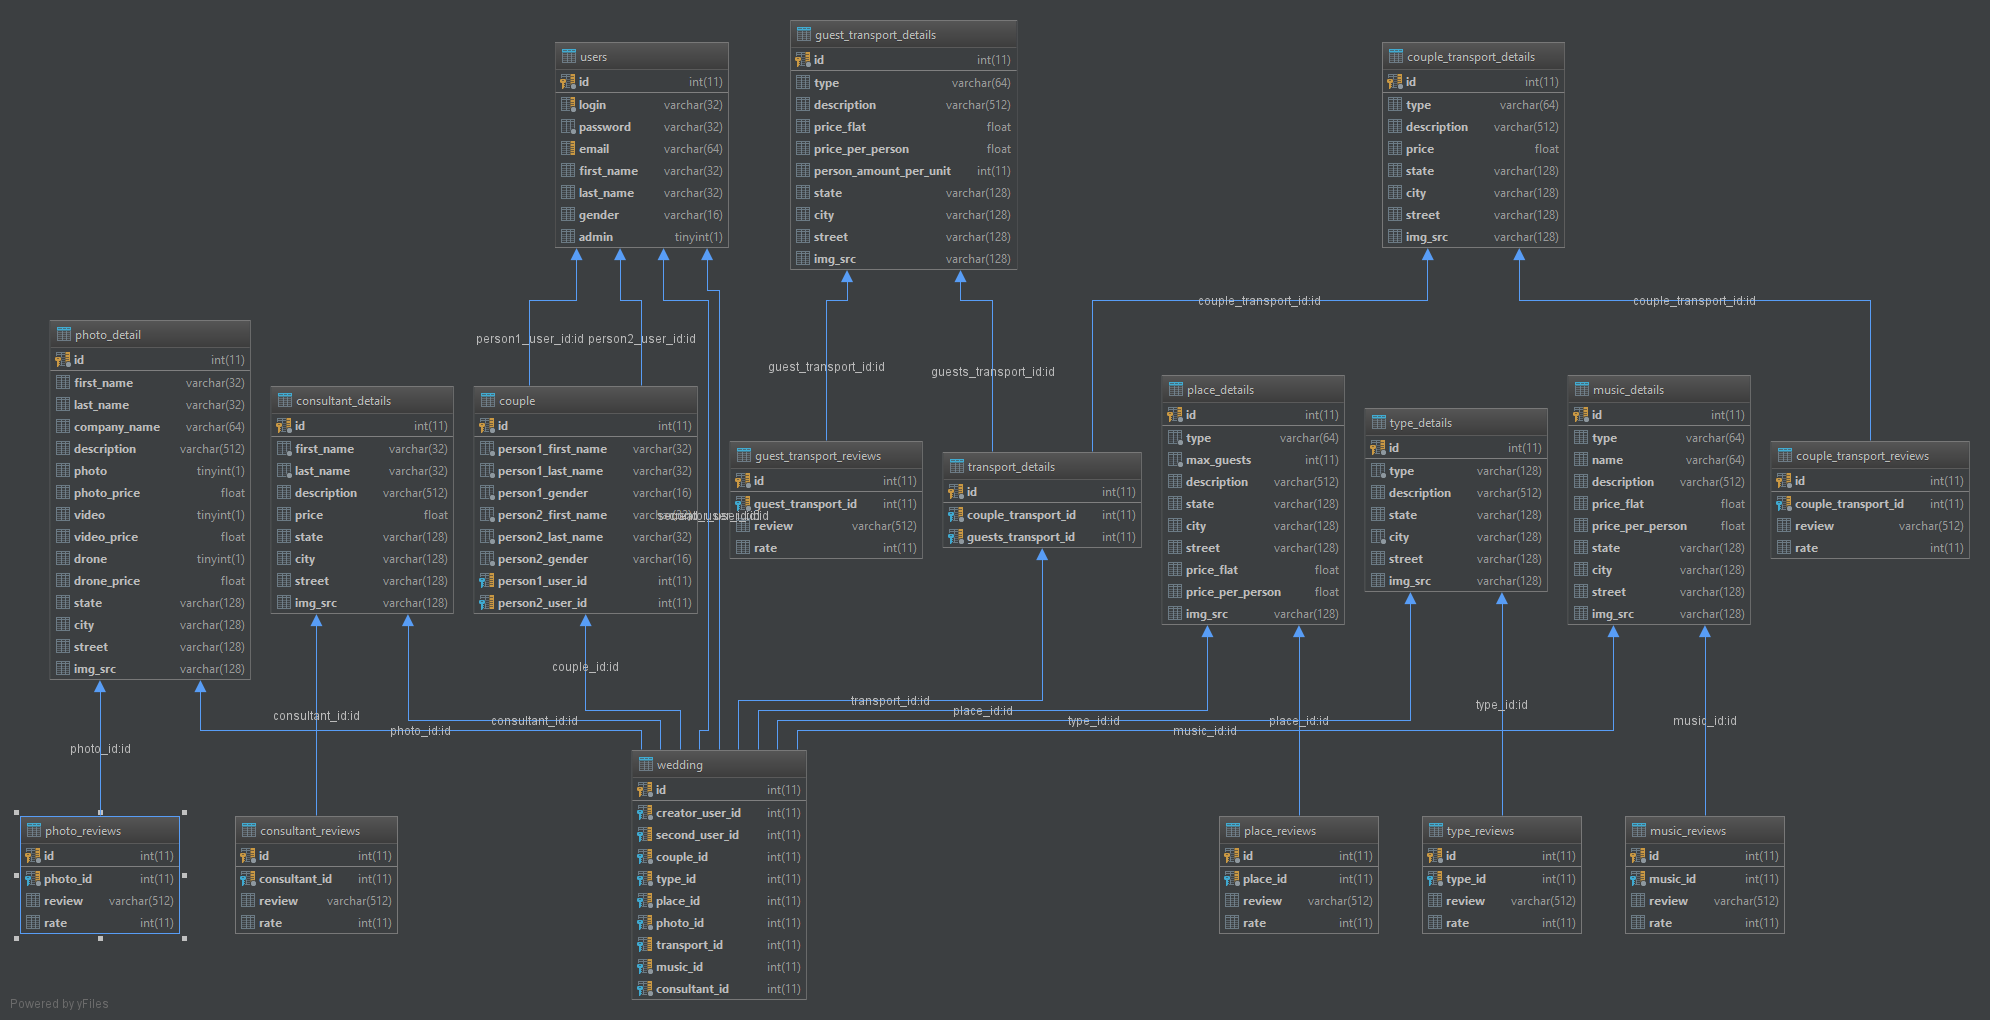 users
id int(11)
login varchar(32)
password varchar(32)
email varchar(64)
first_name varchar(32)
last_name varchar(32)
gender varchar(16)
admin tinyint(1)
guest_transport_details
id int(11)
type varchar(64)
description varchar(512)
price_flat float
price_per_person float
person_amount_per_unit int(11)
state varchar(128)
city varchar(128)
street varchar(128)
img_src varchar(128)
couple_transport_details
id int(11)
type varchar(64)
description varchar(512)
price float
state varchar(128)
city varchar(128)
street varchar(128)
img_src varchar(128)
couple_transport_id:id
couple_transport_id:id
person1_user_id:id
person2_user_id:id
guest_transport_id:id
guests_transport_id:id
photo_detail
id int(11)
first_name varchar(32)
last_name varchar(32)
company_name varchar(64)
description varchar(512)
photo tinyint(1)
photo_price float
video tinyint(1)
video_price float
drone tinyint(1)
drone_price float
state varchar(128)
city varchar(128)
street varchar(128)
img_src varchar(128)
consultant_details
id int(11)
first_name varchar(32)
last_name varchar(32)
description varchar(512)
price float
state varchar(128)
city varchar(128)
street varchar(128)
img_src varchar(128)
couple
id int(11)
person1_first_name varchar(32)
person1_last_name varchar(32)
person1_gender varchar(16)
person2_first_name
person2_last_name varchar(32)
person2_gender varchar(16)
person1_user_id int(11)
person2_user_id int(11)
guest_transport_reviews
id int(11)
guest_transport_id int(11)
review varchar(512)
rate int(11)
transport_details
id int(11)
couple_transport_id int(11)
guests_transport_id int(11)
place_details
id int(11)
type varchar(64)
max_guests int(11)
description varchar(512)
state varchar(128)
city varchar(128)
street varchar(128)
price_flat float
price_per_person float
img_src varchar(128)
type_details
id int(11)
type varchar(128)
description varchar(512)
state varchar(128)
city varchar(128)
street varchar(128)
img_src varchar(128)
music_details
id int(11)
type varchar(64)
name varchar(64)
description varchar(512)
price_flat float
price_per_person float
state varchar(128)
city varchar(128)
street varchar(128)
img_src varchar(128)
couple_transport_reviews
id int(11)
couple_transport_id int(11)
review varchar(512)
rate int(11)
couple_id:id
transport_id:id
place_id:id
type_id:id
consultant_id:id
consultant_id:id
type_id:id
place_id:id
music_id:id
photo_id:id
music_id:id
photo_id:id
wedding
id int(11)
creator_user_id int(11)
second_user_id int(11)
couple_id int(11)
type_id int(11)
place_id int(11)
photo_id int(11)
transport_id int(11)
music_id int(11)
consultant_id int(11)
photo_reviews
id int(11)
photo_id int(11)
review varchar(512)
rate int(11)
consultant_reviews
id int(11)
consultant_id int(11)
review varchar(512)
rate int(11)
place_reviews
id int(11)
place_id int(11)
review varchar(512)
rate int(11)
type_reviews
id int(11)
type_id int(11)
review varchar(512)
rate int(11)
music_reviews
id int(11)
music_id int(11)
review varchar(512)
rate int(11)
Powered by yFiles